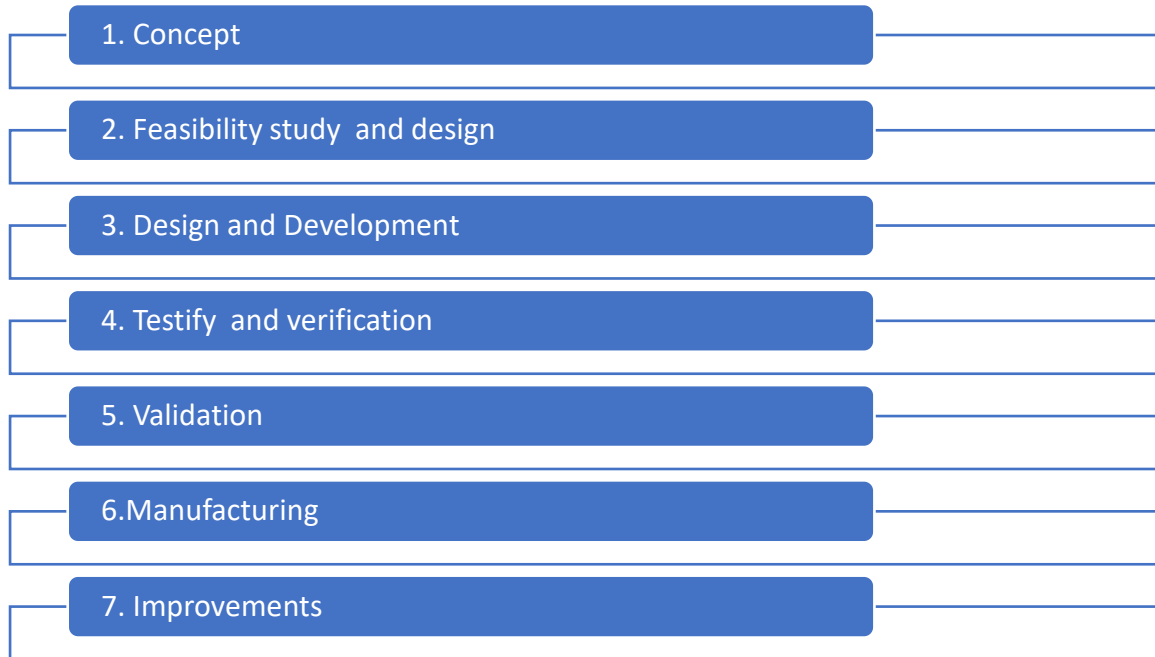 1. Concept
2. Feasibility study  and design
3. Design and Development
4. Testify  and verification
5. Validation
6.Manufacturing
7. Improvements